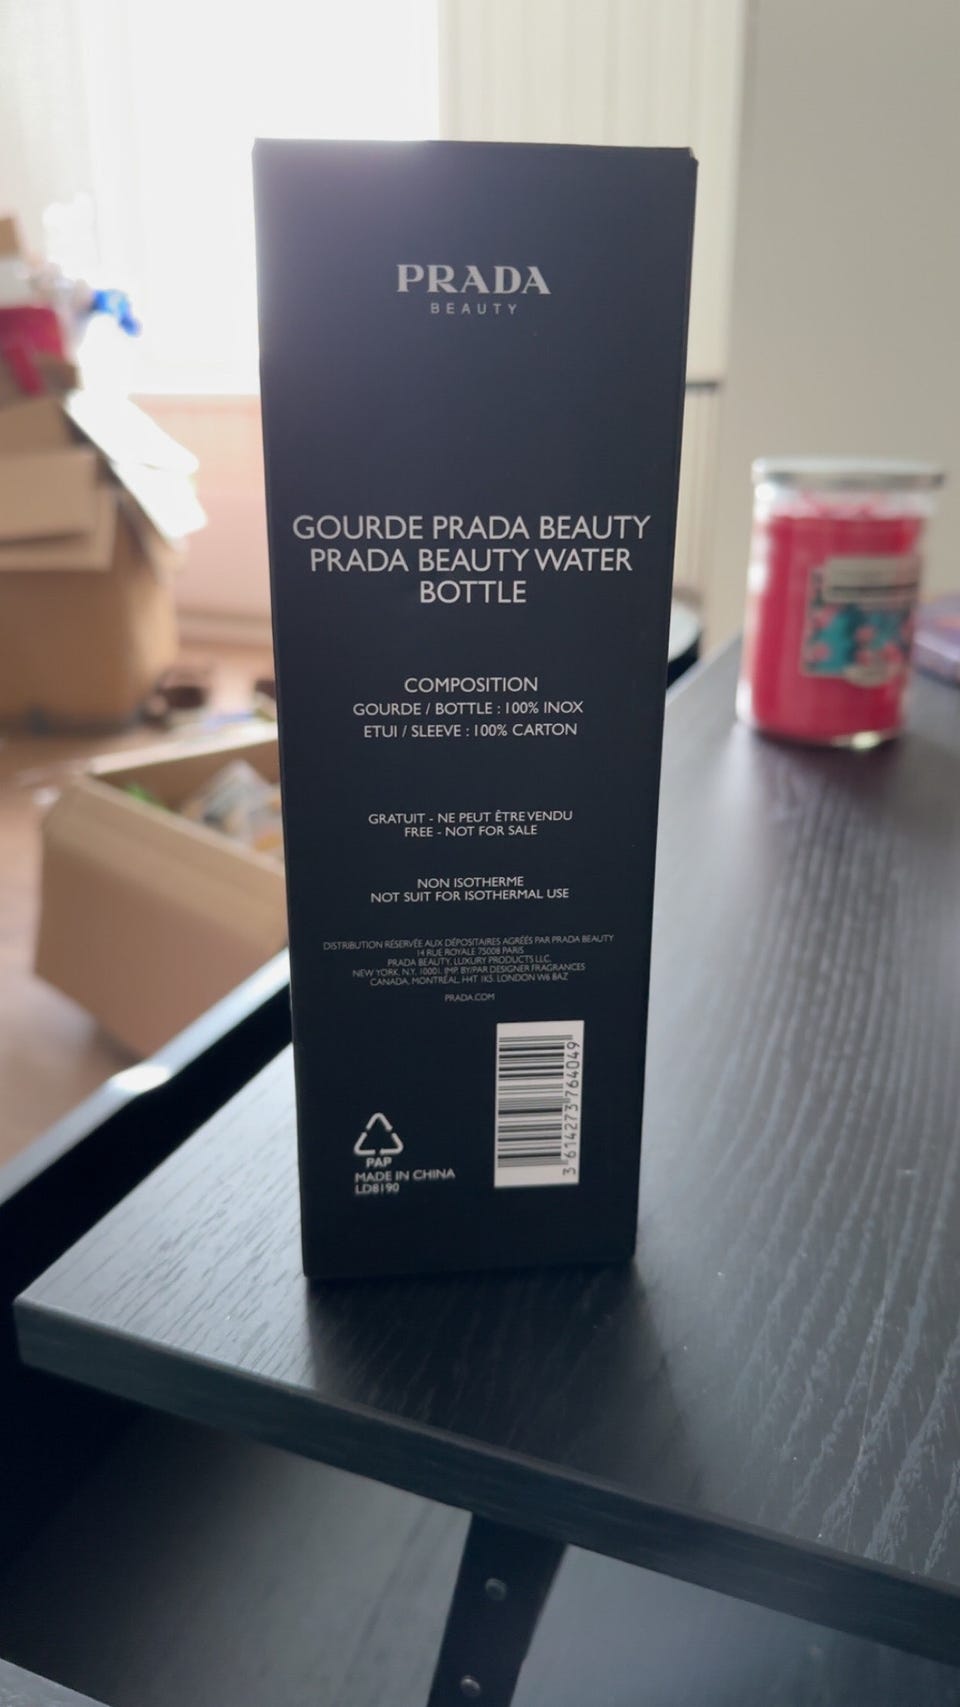 PRADA
BEAUTY
GOURDE PRADA BEAUTY
PRADA BEAUTY WATER
BOTTLE
COMPOSITION
GOURDE / BOTTLE : 100% INOX
ETUI / SLEEVE : 100% CARTON
GRATUIT - NE PEUT ÊTRE VENDU
FREE - NOT FOR SALE
NON ISOTHERME
NOT SUIT FOR ISOTHERMAL USE
DISTRIBUTION RÉSERVÉE AUX DÉPOSITAIRES AGRÉÉS PAR PRADA BEAUTY
14 RUE ROYALE 75008 PARIS
PRADA BEAUTY, LUXURY PRODUCTS LLC,
NEW YORK, N.Y. 10001. IMP. BY/PAR DESIGNER FRAGRANCES
CANADA, MONTRÉAL, H4T 1K5. LONDON W6 8AZ
PRADA.COM
3 614273 764049
PAP
MADE IN CHINA
LD8190